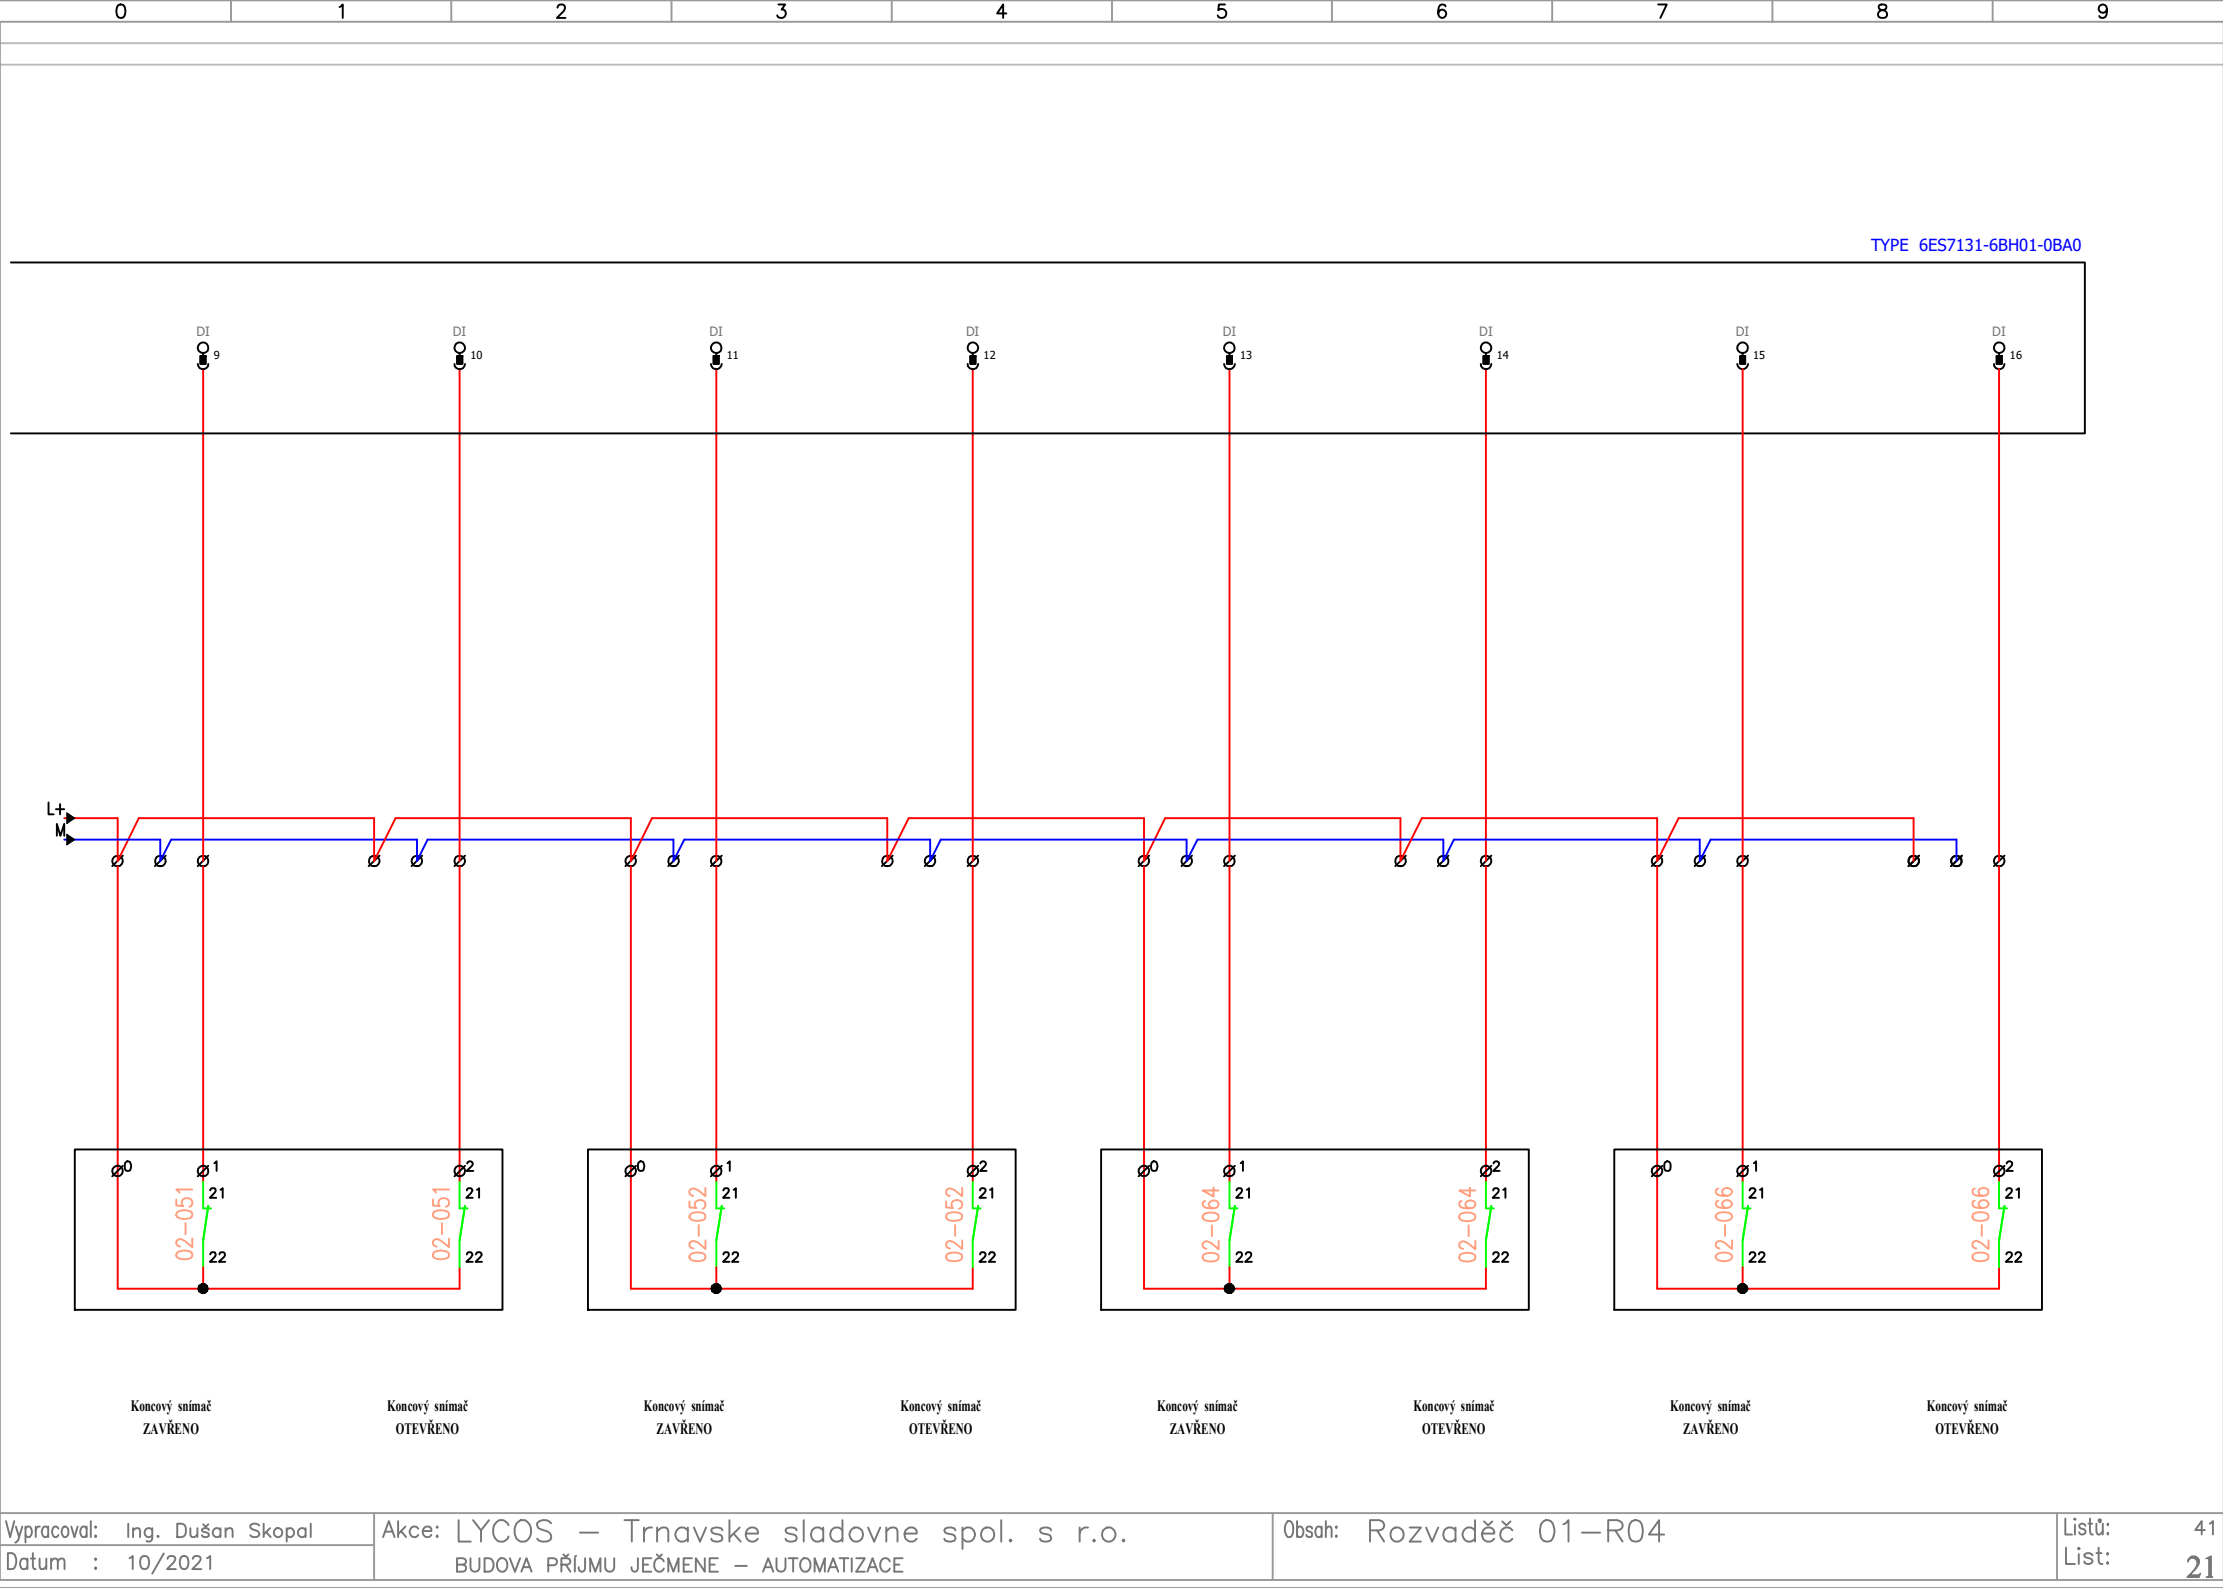 0 1 2 3 4 5 6 7 8 9
TYPE 6ES7131-6BH01-0BA0
DI DI DI DI DI DI DI DI
9 10 11 12 13 14 15 16
L+
M
0 1 2 0 1 2 0 1 2 0 1 2
21 21 21 21 21 21 21 21
02-051 02-051 02-052 02-052 02-064 02-064 02-066 02-066
22 22 22 22 22 22 22 22
Koncový snímač Koncový snímač Koncový snímač Koncový snímač Koncový snímač Koncový snímač Koncový snímač Koncový snímač
ZAVŘENO OTEVŘENO ZAVŘENO OTEVŘENO ZAVŘENO OTEVŘENO ZAVŘENO OTEVŘENO
Vypracoval: Ing. Dušan Skopal
Datum : 10/2021
Akce: LYCOS – Trnavske sladovne spol. s r.o.
BUDOVA PŘÍJMU JEČMENE – AUTOMATIZACE
Obsah: Rozvaděč 01-R04
Listů: 41
List: 21